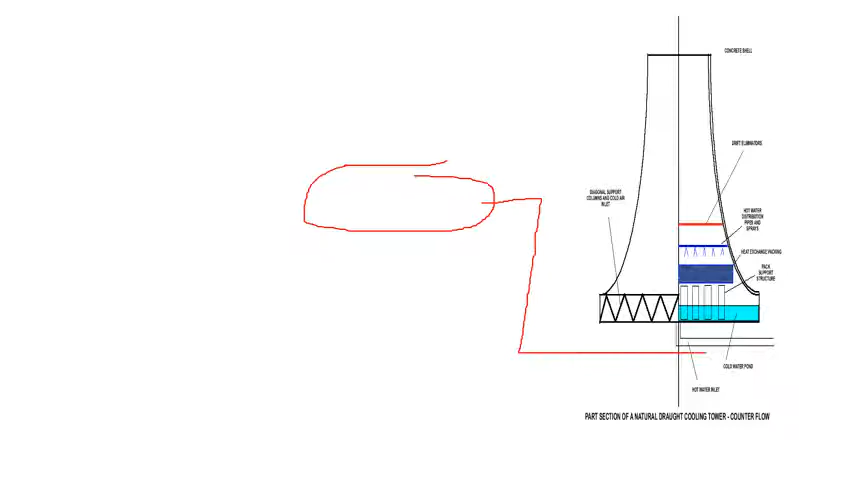 CONCRETE SHELL
DRIFT ELIMINATORS
DIAGONAL SUPPORT
COLUMNS AND COLD AIR
INLET
HOT WATER
DISTRIBUTION
PIPES AND
SPRAYS
HEAT EXCHANGE PACKING
PACK
SUPPORT
STRUCTURE
COLD WATER POND
HOT WATER INLET
PART SECTION OF A NATURAL DRAUGHT COOLING TOWER - COUNTER FLOW